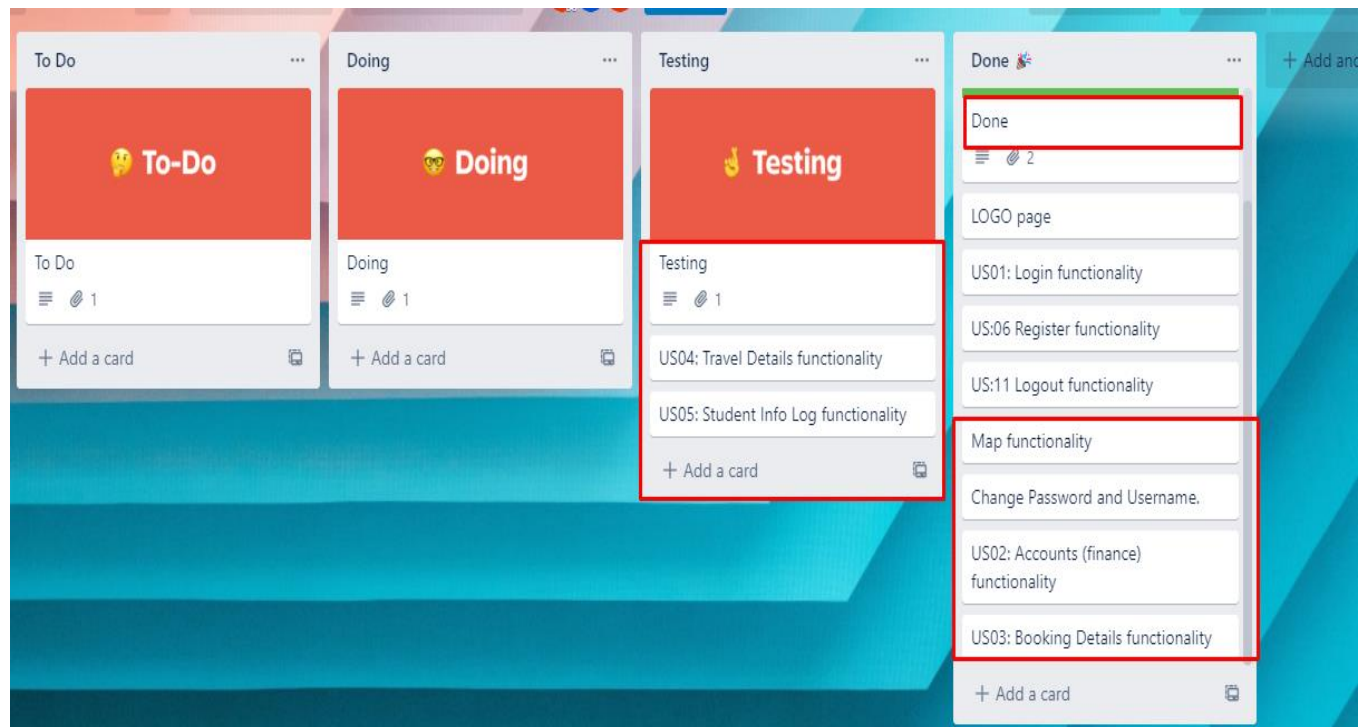 To Do
🤔 To-Do
To Do
1
+ Add a card
Doing
🤓 Doing
Doing
1
+ Add a card
Testing
🤞 Testing
Testing
1
US04: Travel Details functionality
US05: Student Info Log functionality
+ Add a card
Done 🎉
Done
2
LOGO page
US01: Login functionality
US:06 Register functionality
US:11 Logout functionality
Map functionality
Change Password and Username.
US02: Accounts (finance)
functionality
US03: Booking Details functionality
+ Add a card
+ Add